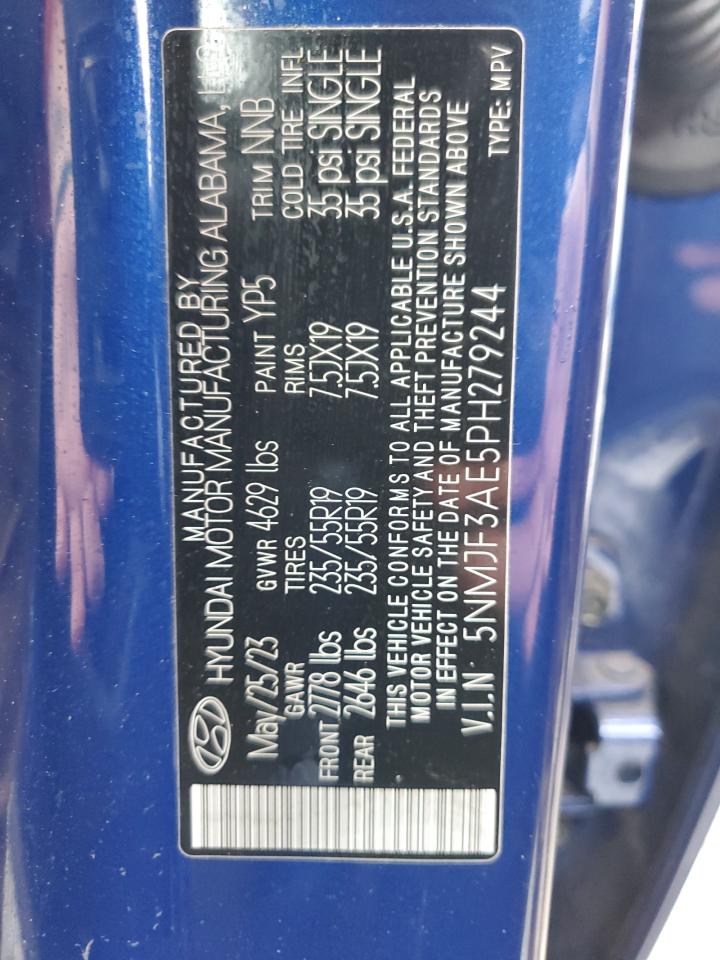 MANUFACTURED BY
HYUNDAI MOTOR MANUFACTURING ALABAMA, LLC
May/25/23 GVWR 4629 lbs PAINT YP5 TRIM NNB
GAWR TIRES RIMS COLD TIRE INFL
FRONT 2778 lbs 235/55R19 7.5JX19 35 psi SINGLE
REAR 2646 lbs 235/55R19 7.5JX19 35 psi SINGLE
THIS VEHICLE CONFORMS TO ALL APPLICABLE U.S.A. FEDERAL
MOTOR VEHICLE SAFETY AND THEFT PREVENTION STANDARDS
IN EFFECT ON THE DATE OF MANUFACTURE SHOWN ABOVE
V.I.N: 5NMJF3AE5PH279244 TYPE: MPV